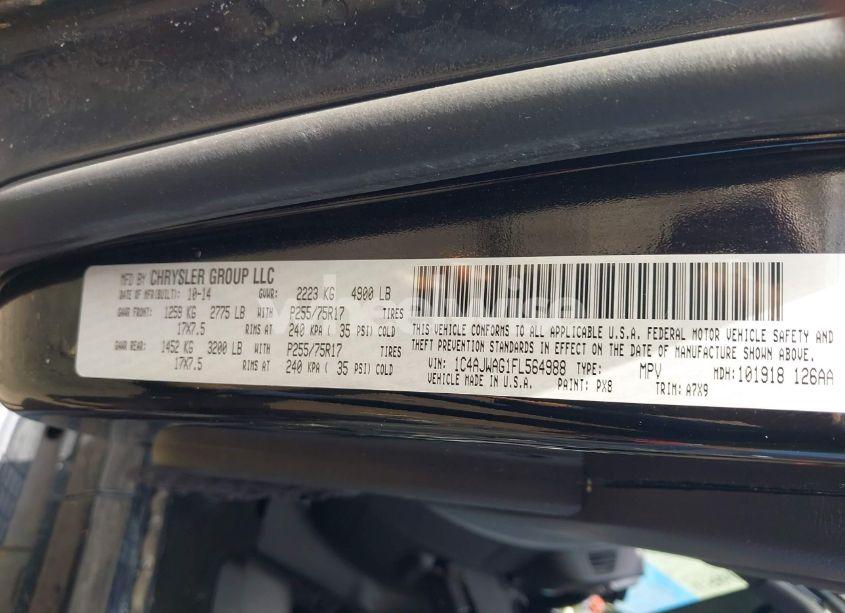 MFD BY CHRYSLER GROUP LLC
DATE OF MFR(BUILT): 10-14 GVWR: 2223 KG 4900 LB
GAWR FRONT: 1259 KG 2775 LB WITH P255/75R17 TIRES
17X7.5 RIMS AT 240 KPA ( 35 PSI) COLD
GAWR REAR: 1452 KG 3200 LB WITH P255/75R17 TIRES
17X7.5 RIMS AT 240 KPA ( 35 PSI) COLD
THIS VEHICLE CONFORMS TO ALL APPLICABLE U.S.A. FEDERAL MOTOR VEHICLE SAFETY AND
THEFT PREVENTION STANDARDS IN EFFECT ON THE DATE OF MANUFACTURE SHOWN ABOVE.
VIN: 1C4AJWAG1FL564988 TYPE: MPV MDH:101918 126AA
VEHICLE MADE IN U.S.A. PAINT: PX8 TRIM: A7X9